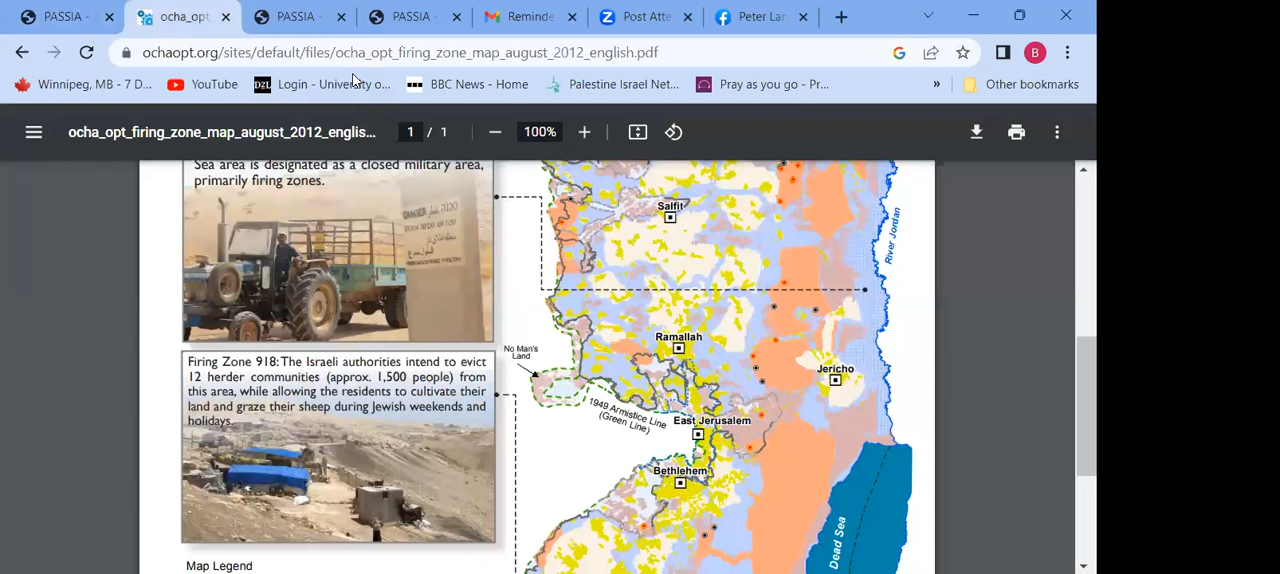 PASSIA -
ocha_opt
PASSIA -
PASSIA -
Reminde
Post Atte
Peter Lan
ochaopt.org/sites/default/files/ocha_opt_firing_zone_map_august_2012_english.pdf
B
Winnipeg, MB - 7 D...
YouTube
D2L
Login - University o...
BBC News - Home
Palestine Israel Net...
Pray as you go - Pr...
»
Other bookmarks
ocha_opt_firing_zone_map_august_2012_englis...
1 / 1
100%
Sea area is designated as a closed military area,
primarily firing zones.
Firing Zone 918: The Israeli authorities intend to evict
12 herder communities (approx. 1,500 people) from
this area, while allowing the residents to cultivate their
land and graze their sheep during Jewish weekends and
holidays.
Map Legend
Salfit
River Jordan
Ramallah
No Man's
Land
Jericho
1949 Armistice Line
(Green Line)
East Jerusalem
Bethlehem
Dead Sea